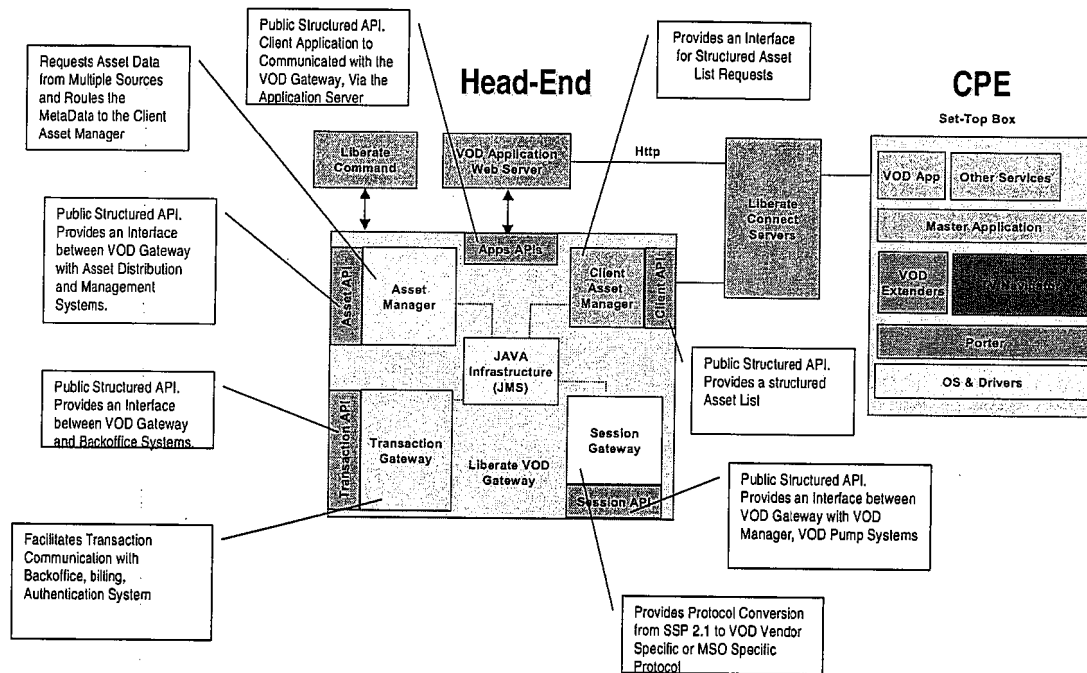 Public Structured API.
Client Application to
Communicated with the
VOD Gateway, Via the
Application Server
Provides an Interface
for Structured Asset
List Requests
Requests Asset Data
from Multiple Sources
and Routes the
MetaData to the Client
Asset Manager
Head-End
CPE
Set-Top Box
Liberate
Command
VOD Application
Web Server
Http
Liberate
Connect
Servers
VOD App
Other Services
Master Application
VOD
Extenders
Porter
OS & Drivers
Public Structured API.
Provides an Interface
between VOD Gateway
with Asset Distribution
and Management
Systems.
Apps APIs
Asset API
Asset
Manager
Client
Asset
Manager
Client API
JAVA
Infrastructure
(JMS)
Public Structured API.
Provides a structured
Asset List
Public Structured API.
Provides an Interface
between VOD Gateway
and Backoffice Systems.
Transaction API
Transaction
Gateway
Liberate VOD
Gateway
Session
Gateway
Session API
Public Structured API.
Provides an Interface between
VOD Gateway with VOD
Manager, VOD Pump Systems
Facilitates Transaction
Communication with
Backoffice, billing,
Authentication System
Provides Protocol Conversion
from SSP 2.1 to VOD Vendor
Specific or MSO Specific
Protocol